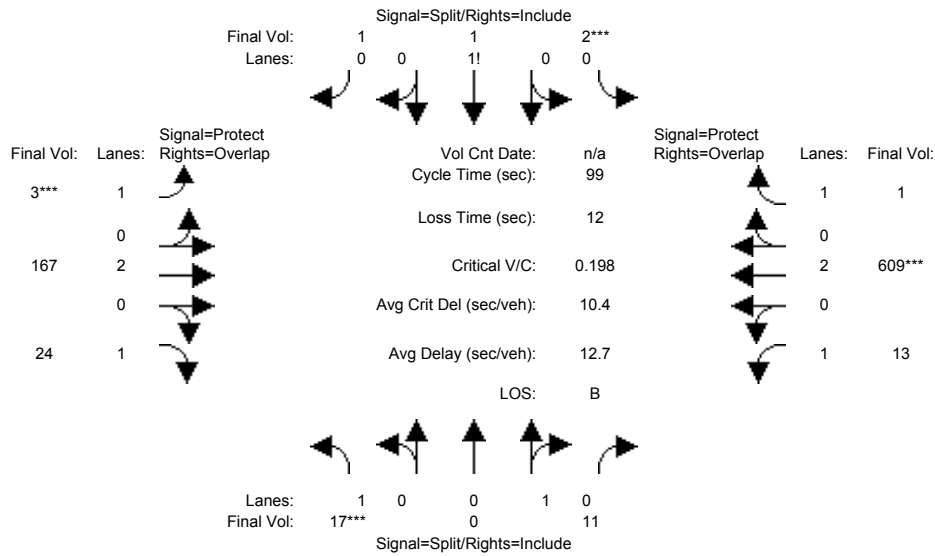 Signal=Split/Rights=Include
Final Vol: 1 1 2***
Lanes: 0 0 1! 0 0
Signal=Protect Signal=Protect
Final Vol: Lanes: Rights=Overlap Vol Cnt Date: n/a Rights=Overlap Lanes: Final Vol:
Cycle Time (sec): 99
3*** 1 1 1
Loss Time (sec): 12
0 0
167 2 Critical V/C: 0.198 2 609***
0 Avg Crit Del (sec/veh): 10.4 0
24 1 Avg Delay (sec/veh): 12.7 1 13
LOS: B
Lanes: 1 0 0 1 0
Final Vol: 17*** 0 11
Signal=Split/Rights=Include